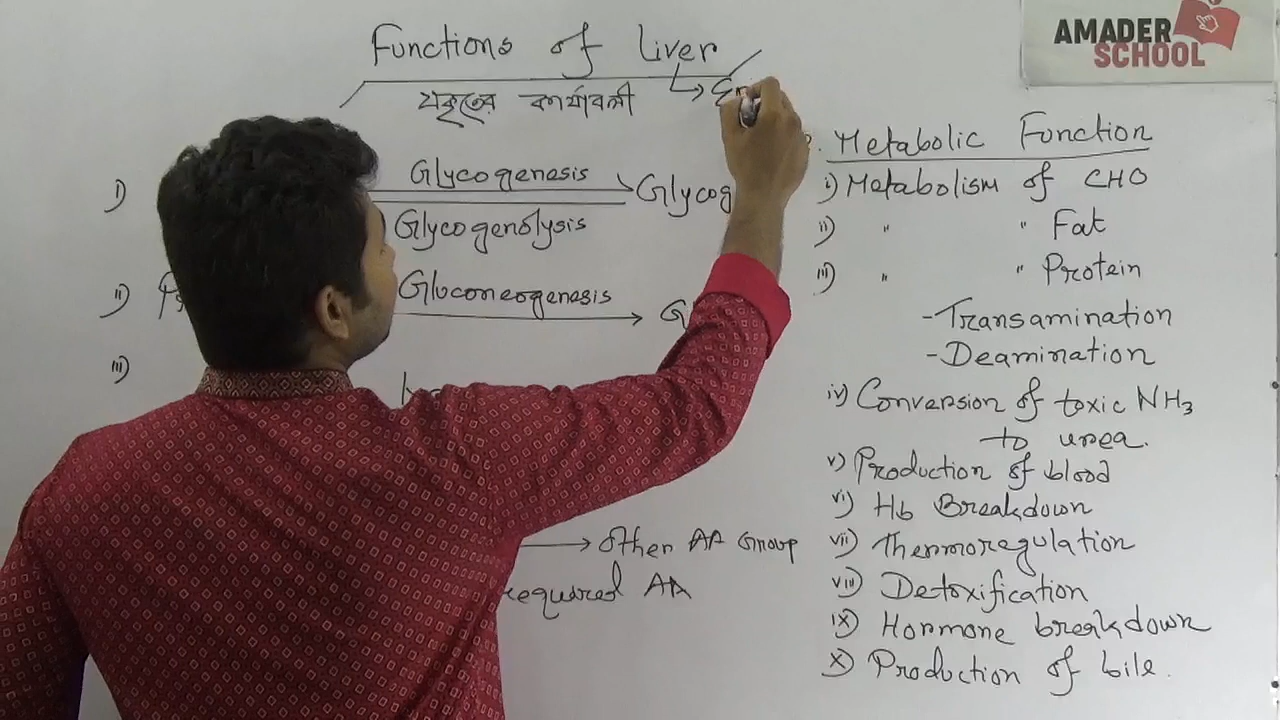 AMADER
SCHOOL
Functions of liver
যকৃতের কার্যাবলী
i) Glycogenesis
Glycogenolysis
ii) Gluconeogenesis
iii)
Other AA Group
required AA
Metabolic Function
i) Metabolism of CHO
ii) " " Fat
iii) " " Protein
- Transamination
- Deamination
iv) Conversion of toxic NH3
to urea.
v) Production of blood
vi) Hb Breakdown
vii) Thermoregulation
viii) Detoxification
ix) Hormone breakdown
x) Production of bile.